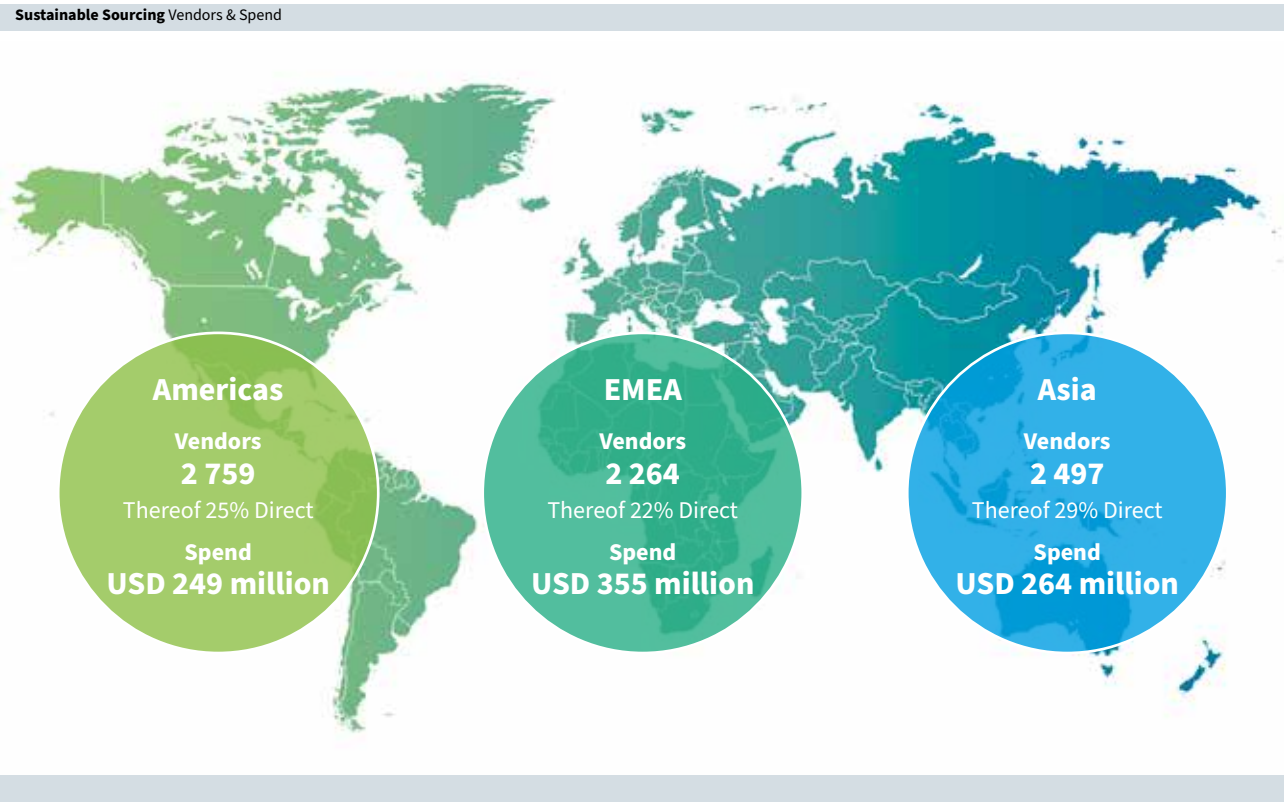 Sustainable Sourcing Vendors & Spend
Americas
Vendors
2 759
Thereof 25% Direct
Spend
USD 249 million
EMEA
Vendors
2 264
Thereof 22% Direct
Spend
USD 355 million
Asia
Vendors
2 497
Thereof 29% Direct
Spend
USD 264 million